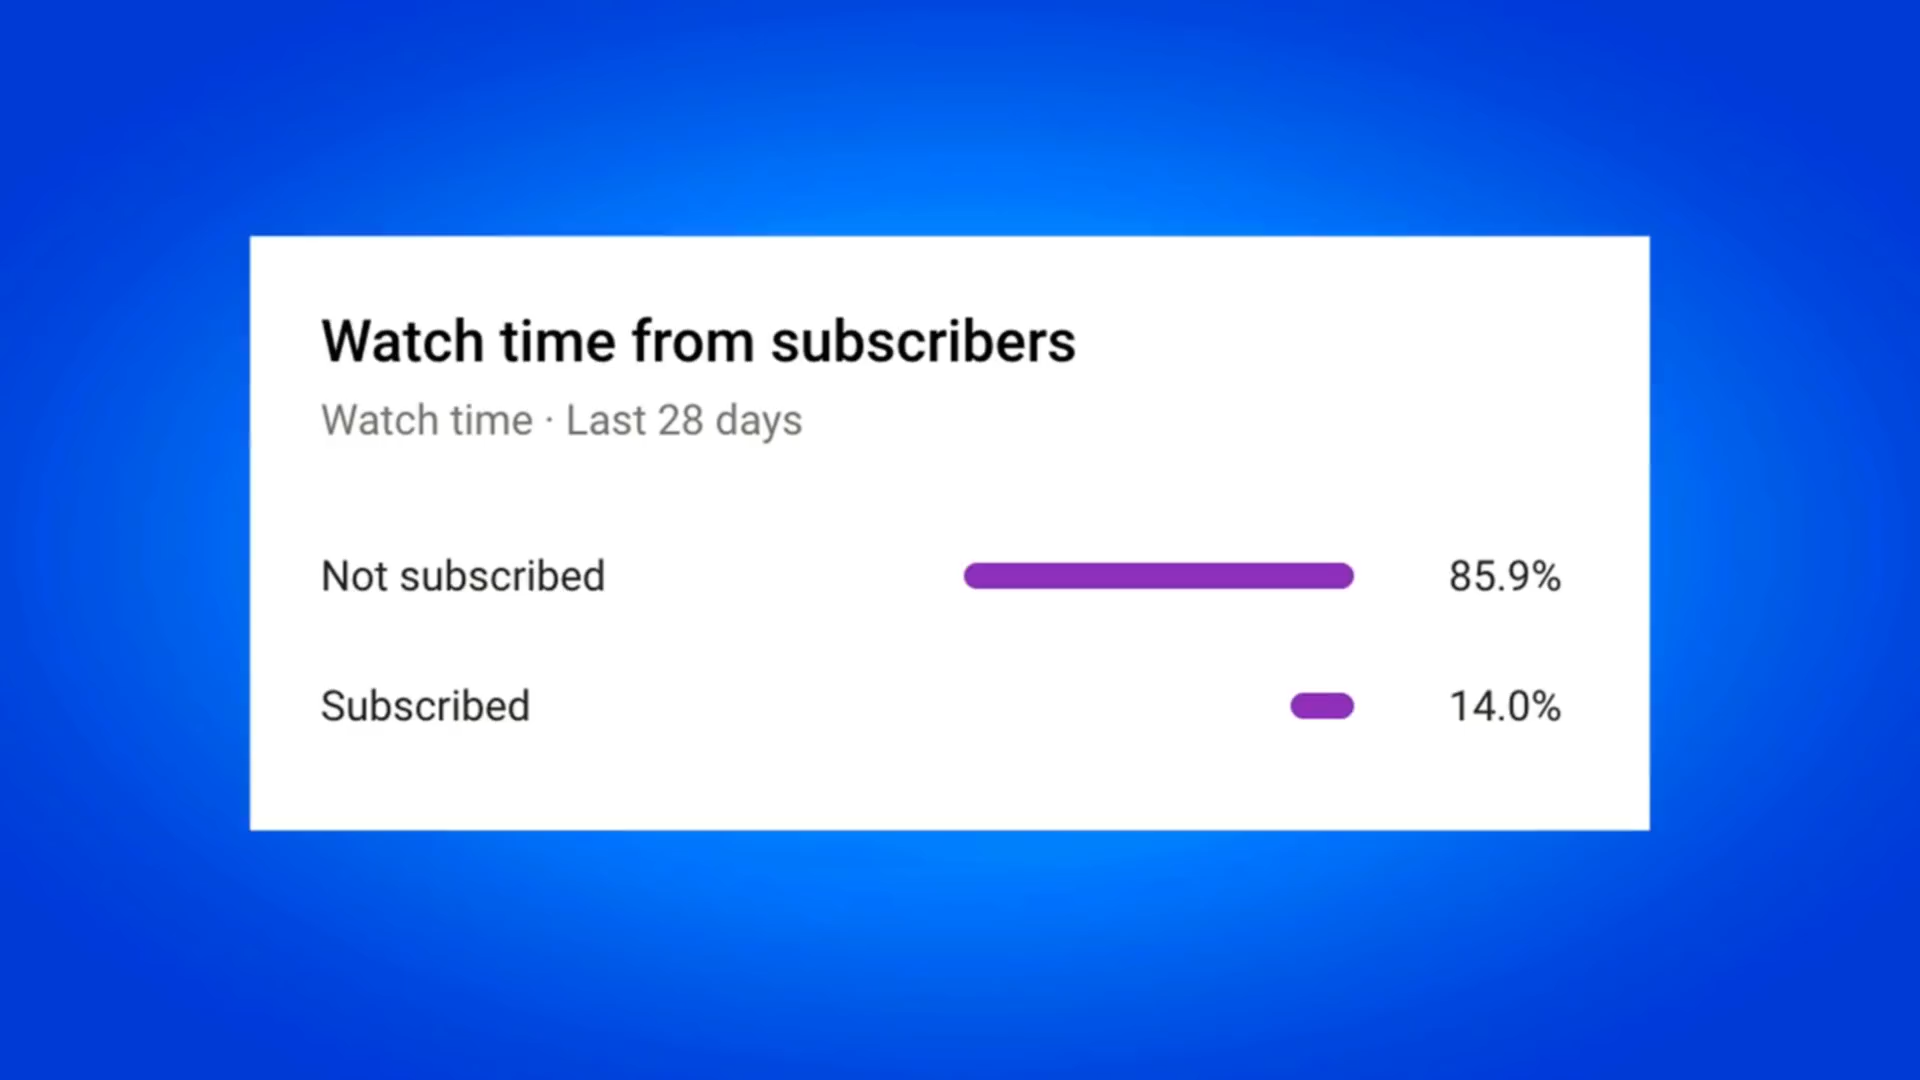 Watch time from subscribers
Watch time · Last 28 days
Not subscribed 85.9%
Subscribed 14.0%